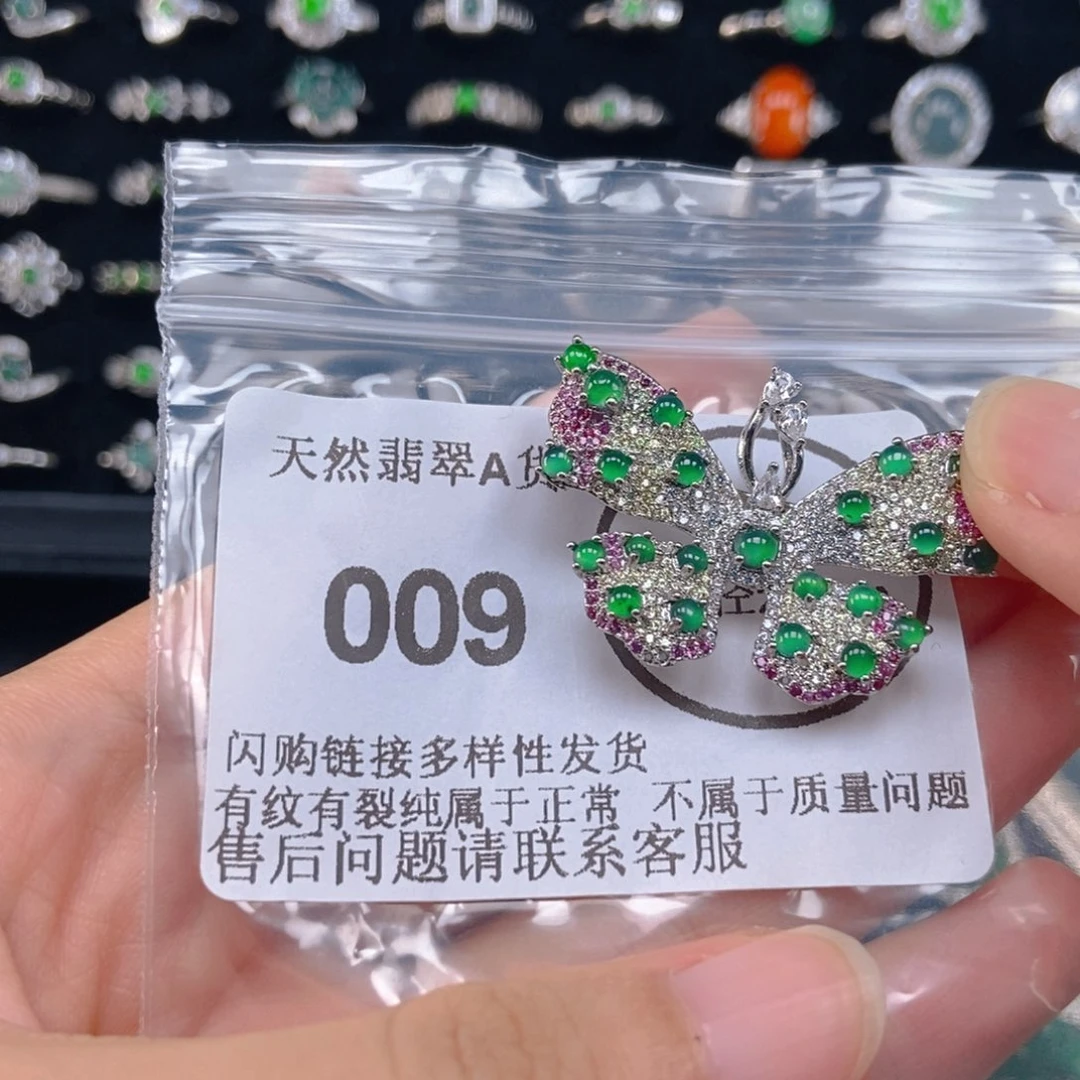 天然翡翠A货
009
闪购链接多样性发货
有纹有裂纯属于正常 不属于质量问题
售后问题请联系客服